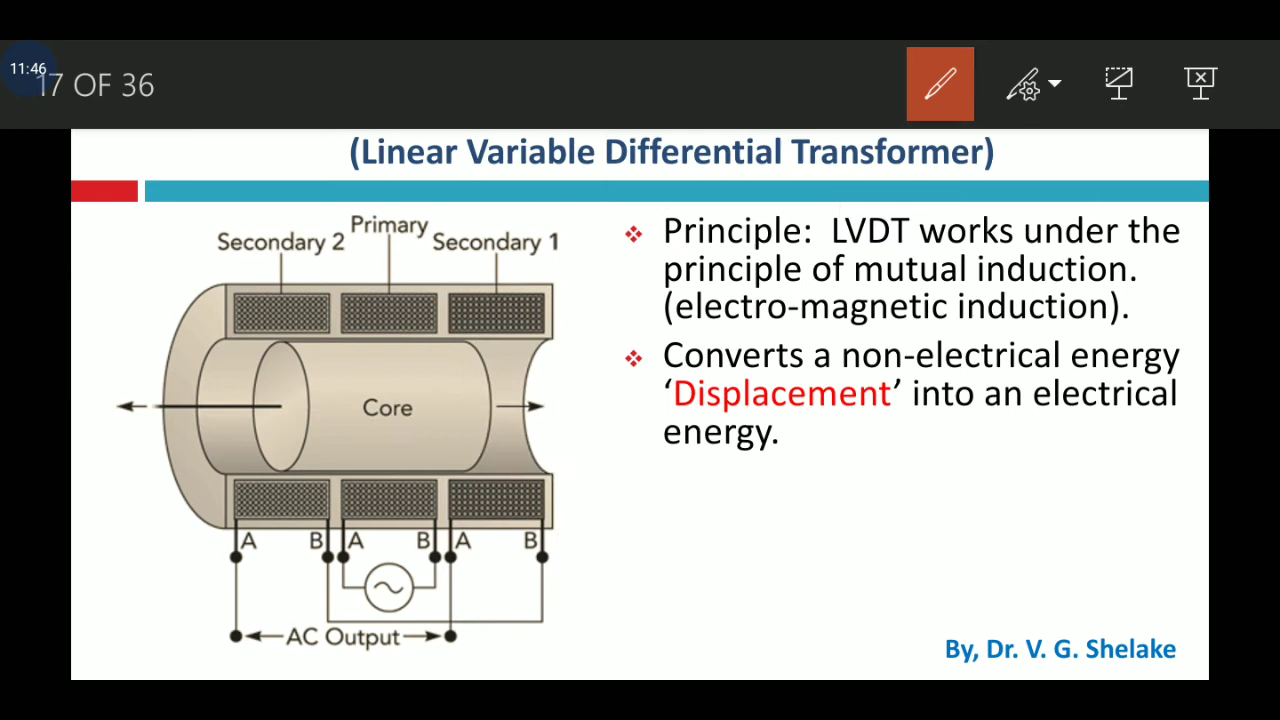 11:46
17 OF 36
(Linear Variable Differential Transformer)
Primary
Secondary 2
Secondary 1
Core
A B A B A B
AC Output
❖ Principle: LVDT works under the
principle of mutual induction.
(electro-magnetic induction).
❖ Converts a non-electrical energy
‘Displacement’ into an electrical
energy.
By, Dr. V. G. Shelake